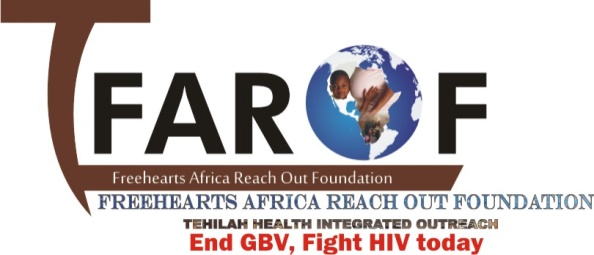 FAROF
Freehearts Africa Reach Out Foundation
FREEHEARTS AFRICA REACH OUT FOUNDATION
TEHILAH HEALTH INTEGRATED OUTREACH
End GBV, Fight HIV today